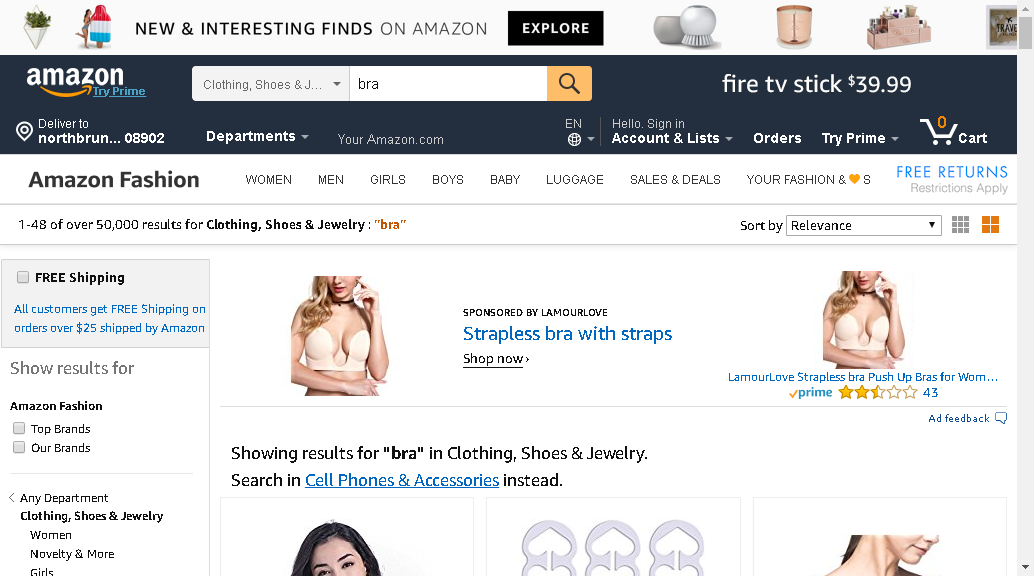 NEW & INTERESTING FINDS ON AMAZON EXPLORE
TRAVE
amazon
Try Prime
Clothing, Shoes & J...
bra
fire tv stick $39.99
Deliver to
northbrun... 08902
Departments
Your Amazon.com
EN
Hello. Sign in
Account & Lists
Orders
Try Prime
0
Cart
Amazon Fashion
WOMEN MEN GIRLS BOYS BABY LUGGAGE SALES & DEALS YOUR FASHION & 🧡 S
FREE RETURNS
Restrictions Apply
1-48 of over 50,000 results for Clothing, Shoes & Jewelry : "bra"
Sort by Relevance
FREE Shipping
All customers get FREE Shipping on
orders over $25 shipped by Amazon
Show results for
Amazon Fashion
Top Brands
Our Brands
Any Department
Clothing, Shoes & Jewelry
Women
Novelty & More
Girls
SPONSORED BY LAMOURLOVE
Strapless bra with straps
Shop now ›
LamourLove Strapless bra Push Up Bras for Wom...
prime 43
Ad feedback
Showing results for "bra" in Clothing, Shoes & Jewelry.
Search in Cell Phones & Accessories instead.